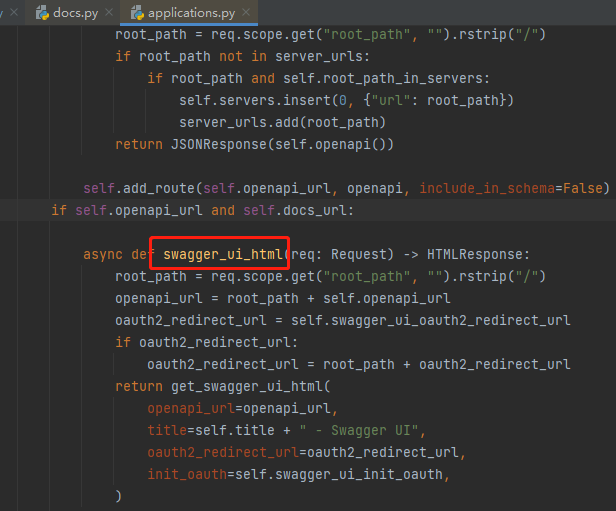 docs.py × applications.py ×
root_path = req.scope.get("root_path", "").rstrip("/")
if root_path not in server_urls:
if root_path and self.root_path_in_servers:
self.servers.insert(0, {"url": root_path})
server_urls.add(root_path)
return JSONResponse(self.openapi())
self.add_route(self.openapi_url, openapi, include_in_schema=False)
if self.openapi_url and self.docs_url:
async def swagger_ui_html(req: Request) -> HTMLResponse:
root_path = req.scope.get("root_path", "").rstrip("/")
openapi_url = root_path + self.openapi_url
oauth2_redirect_url = self.swagger_ui_oauth2_redirect_url
if oauth2_redirect_url:
oauth2_redirect_url = root_path + oauth2_redirect_url
return get_swagger_ui_html(
openapi_url=openapi_url,
title=self.title + " - Swagger UI",
oauth2_redirect_url=oauth2_redirect_url,
init_oauth=self.swagger_ui_init_oauth,
)